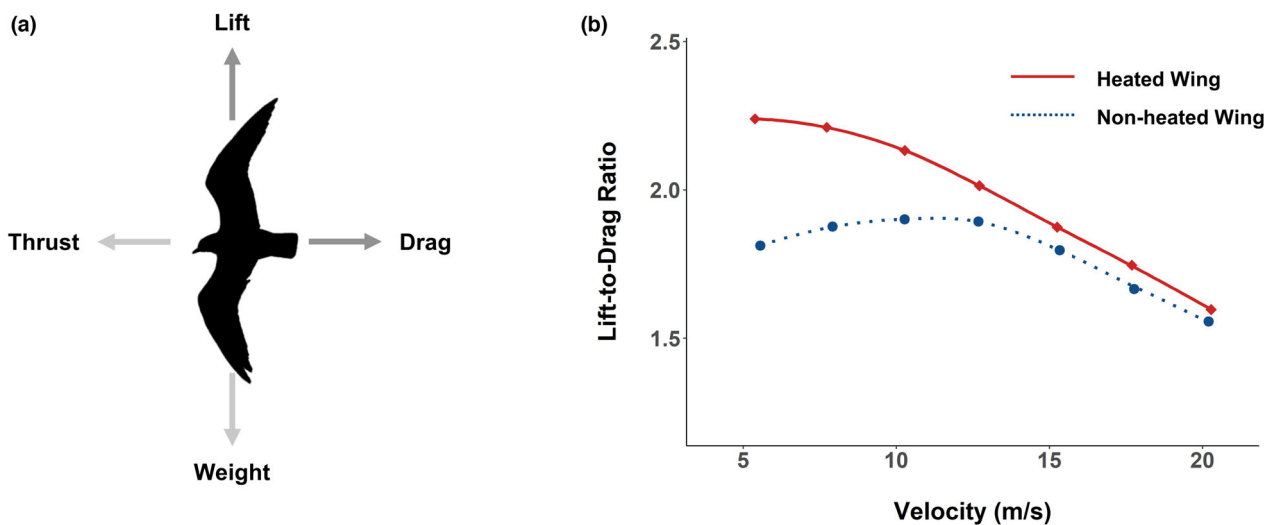 (a)
Lift
Thrust
Drag
Weight
(b)
2.5
2.0
1.5
Lift-to-Drag Ratio
Heated Wing
Non-heated Wing
5
10
15
20
Velocity (m/s)